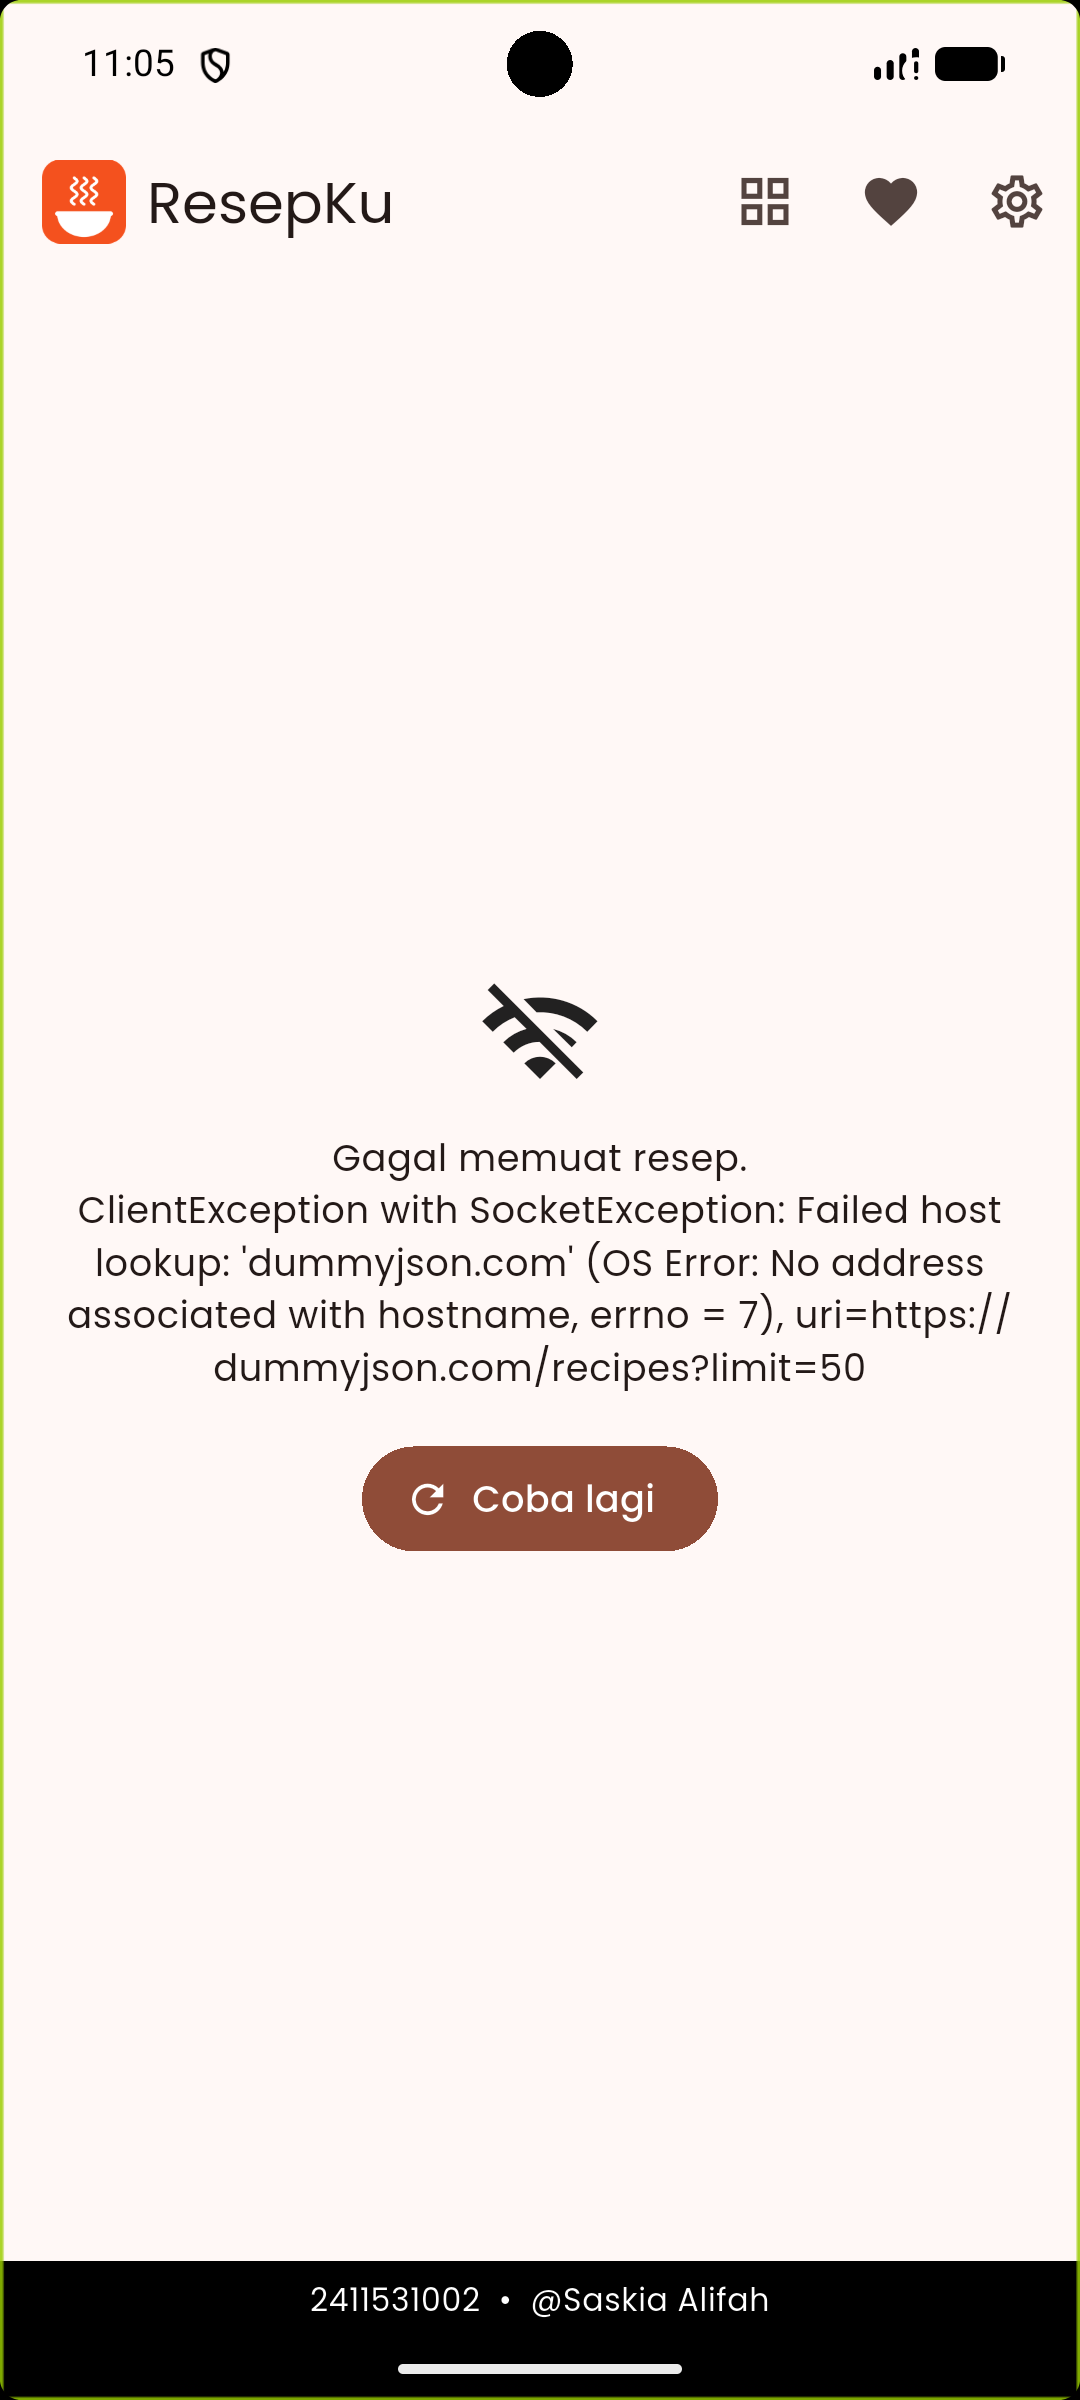 11:05
ResepKu
Gagal memuat resep.
ClientException with SocketException: Failed host
lookup: 'dummyjson.com' (OS Error: No address
associated with hostname, errno = 7), uri=https://
dummyjson.com/recipes?limit=50
Coba lagi
2411531002 • @Saskia Alifah